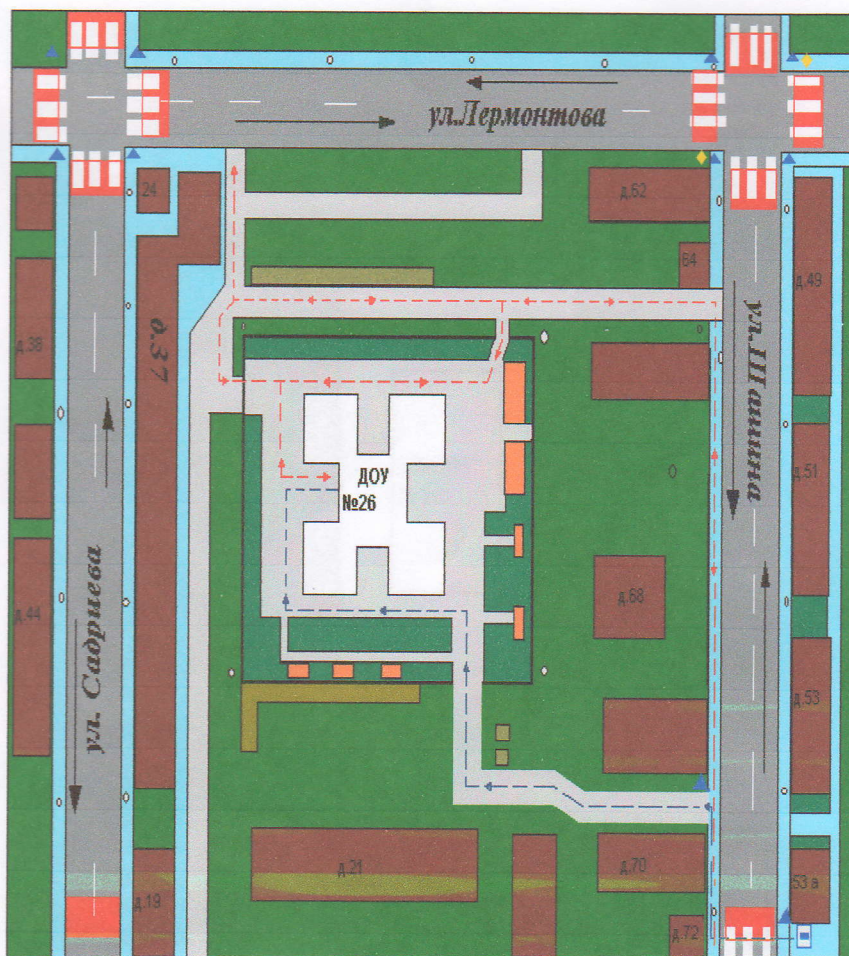 ул.Лермонтова
24
д.62
64
д.49
д.38
д.37
ул.Шашина
ДОУ
№26
д.51
д.44
ул. Садриева
д.68
д.53
д.21
д.70
53 а
д.19
д.72